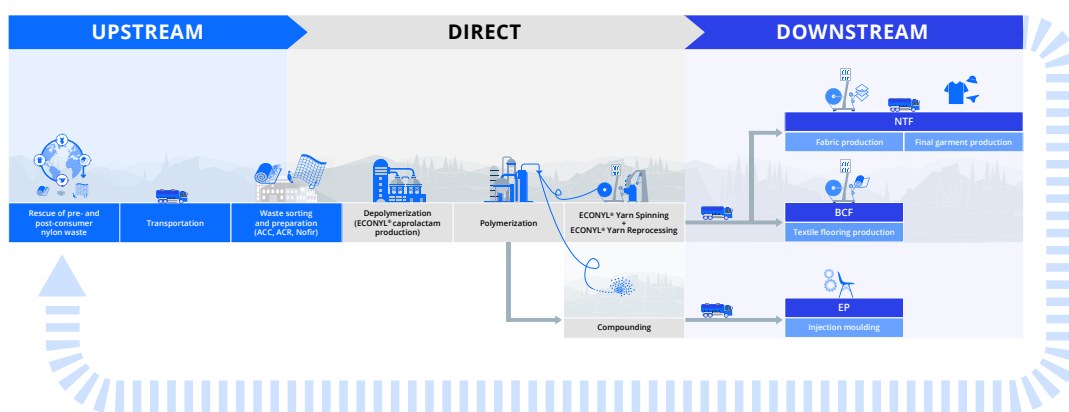 UPSTREAM
DIRECT
DOWNSTREAM
NTF
Fabric production
Final garment production
Rescue of pre- and
post-consumer
nylon waste
Transportation
Waste sorting
and preparation
(ACC, ACR, Nofir)
Depolymerization
(ECONYL® caprolactam
production)
Polymerization
ECONYL® Yarn Spinning
+
ECONYL® Yarn Reprocessing
BCF
Textile flooring production
Compounding
EP
Injection moulding